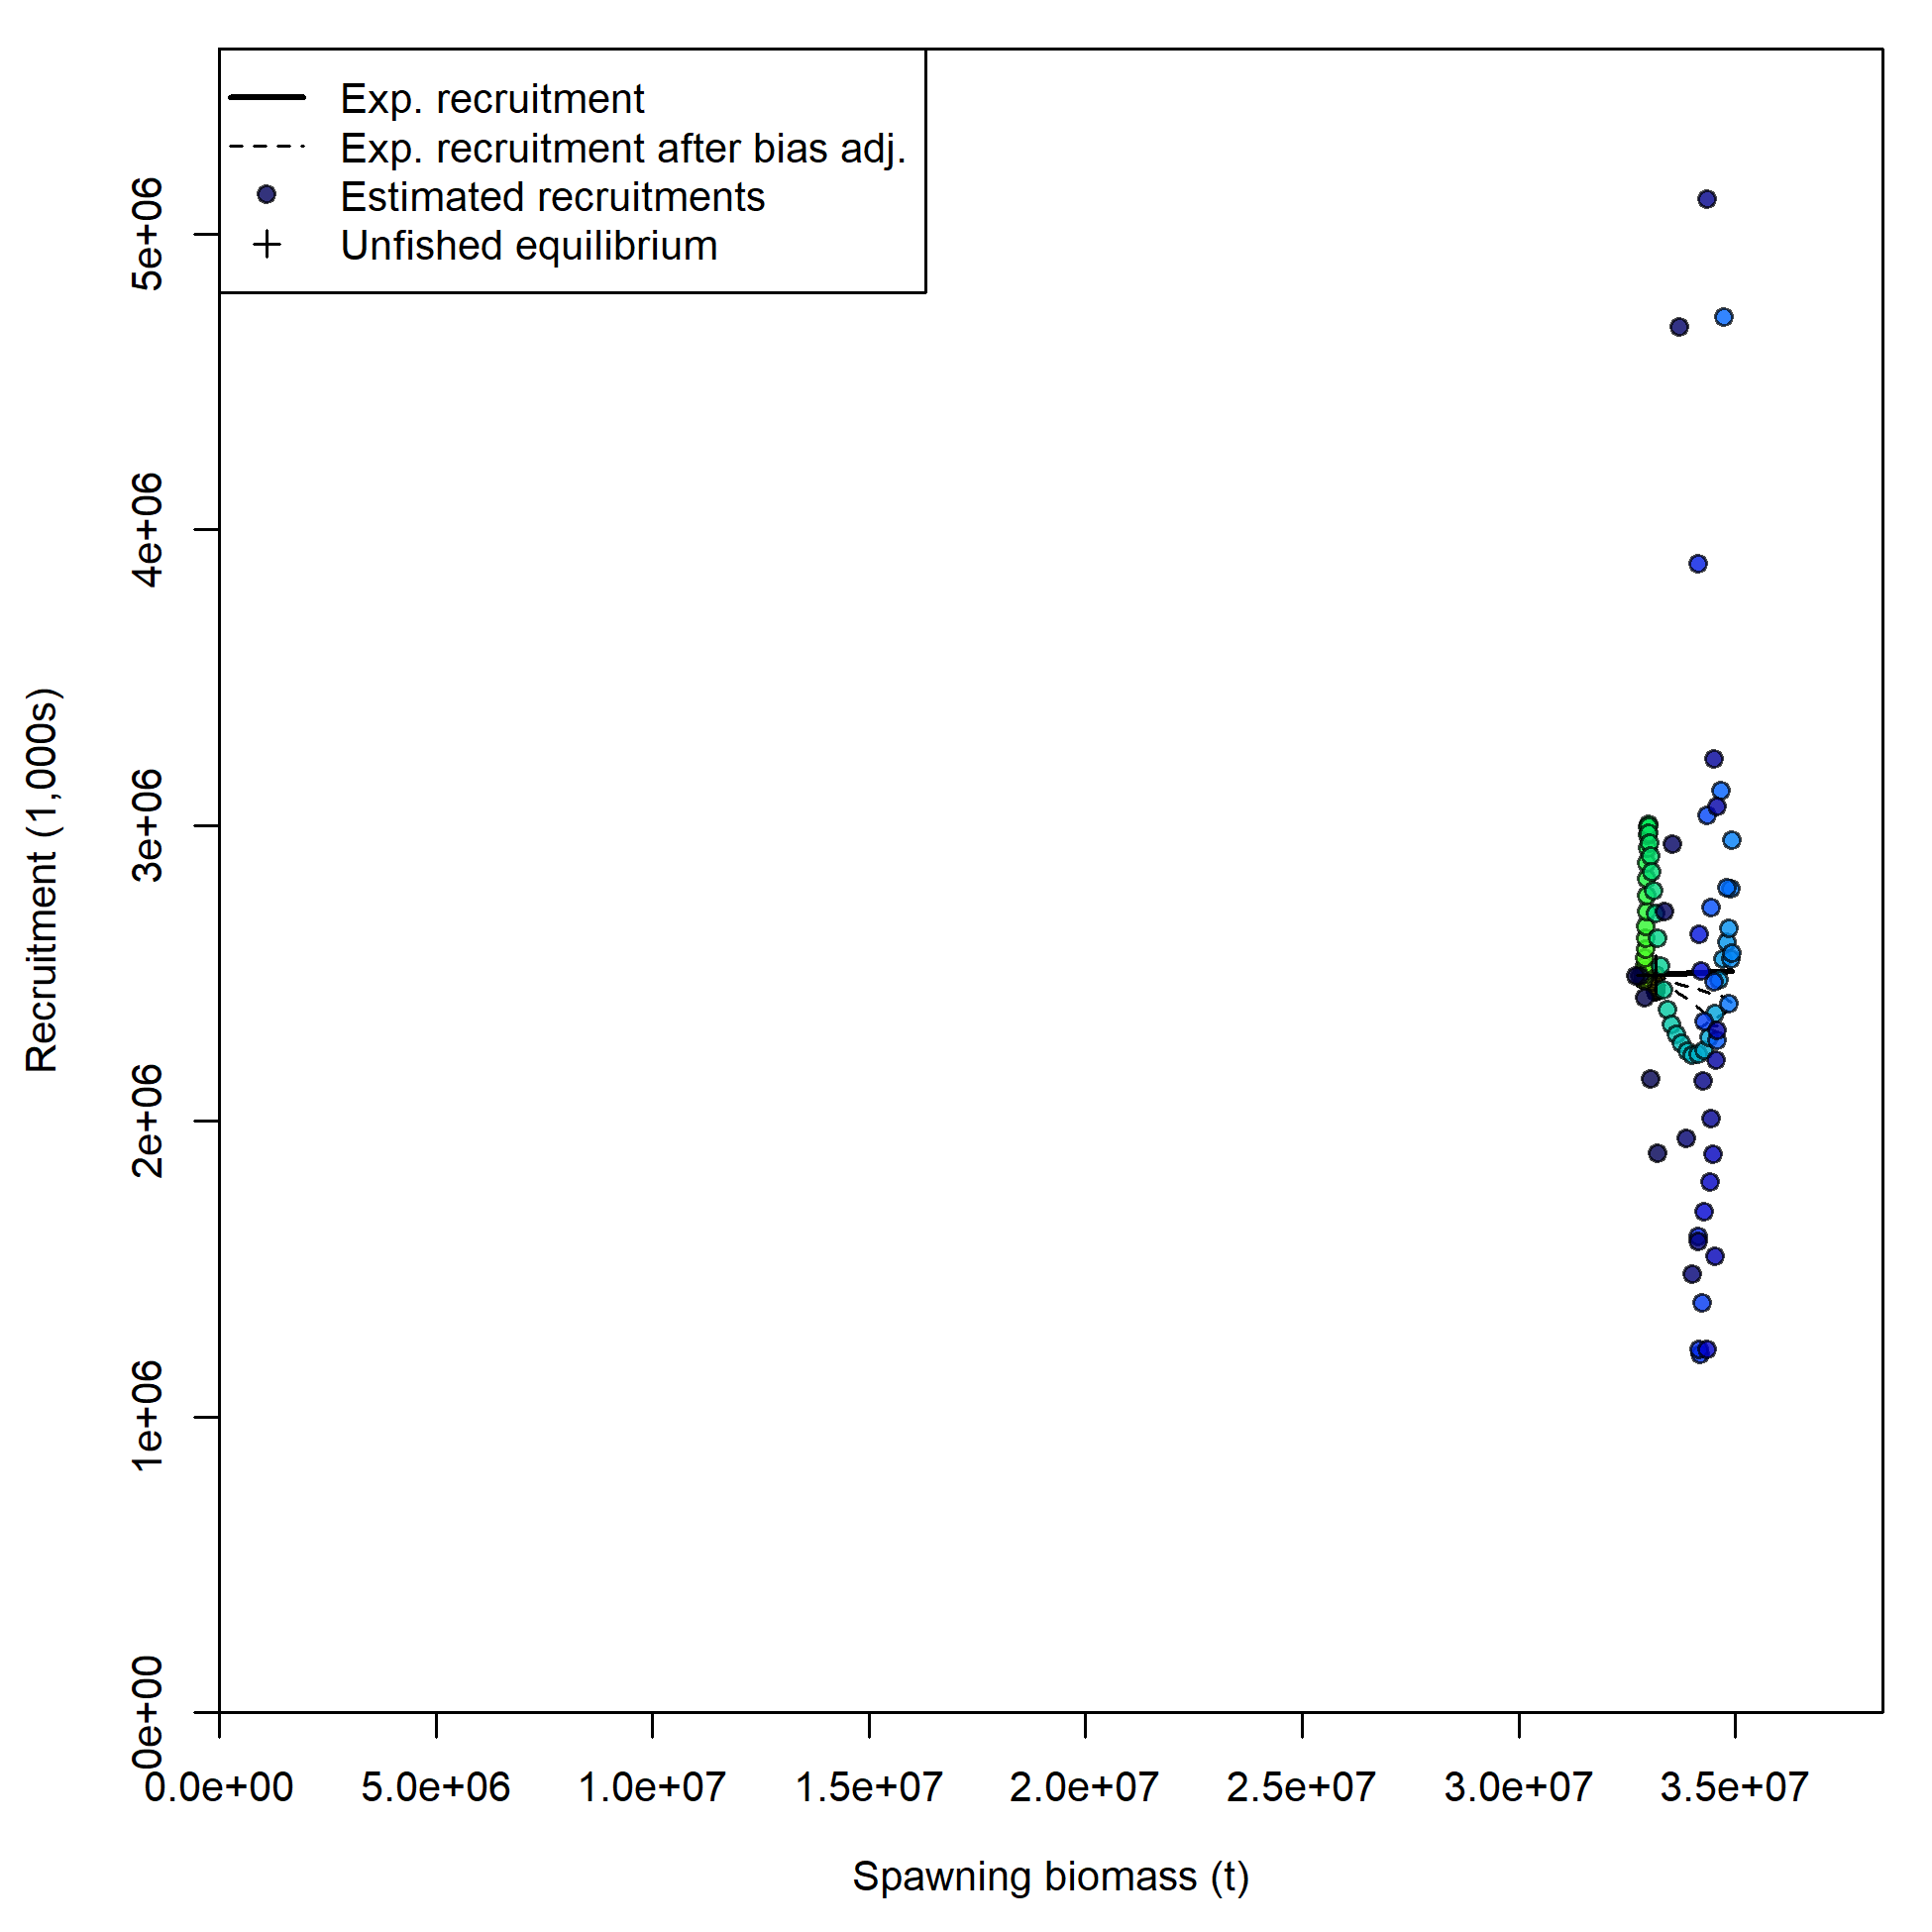 Exp. recruitment
Exp. recruitment after bias adj.
Estimated recruitments
Unfished equilibrium
Recruitment (1,000s)
5e+06
4e+06
3e+06
2e+06
1e+06
0e+00
0.0e+00 5.0e+06 1.0e+07 1.5e+07 2.0e+07 2.5e+07 3.0e+07 3.5e+07
Spawning biomass (t)